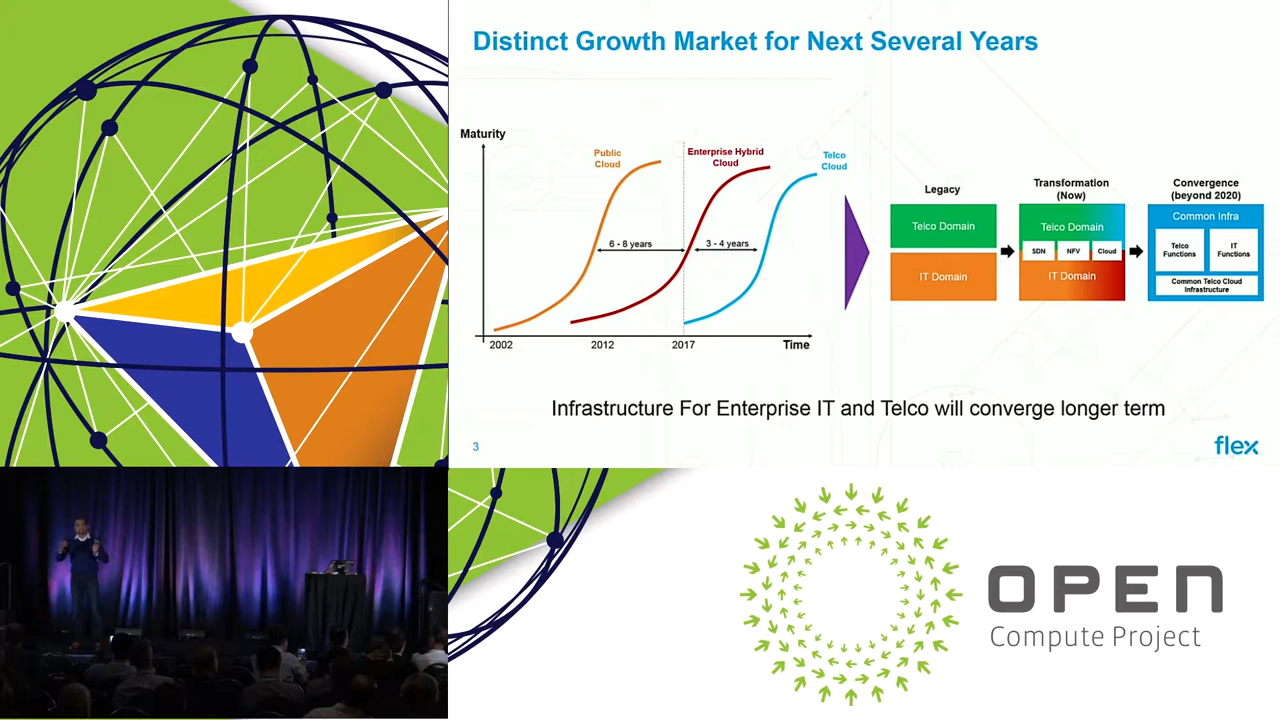 Distinct Growth Market for Next Several Years
Maturity
Public
Cloud
Enterprise Hybrid
Cloud
Telco
Cloud
6 - 8 years
3 - 4 years
2002
2012
2017
Time
Legacy
Telco Domain
IT Domain
Transformation
(Now)
Telco Domain
SDN
NFV
Cloud
IT Domain
Convergence
(beyond 2020)
Common Infra
Telco
Functions
IT
Functions
Common Telco Cloud
Infrastructure
Infrastructure For Enterprise IT and Telco will converge longer term
3
flex
OPEN
Compute Project